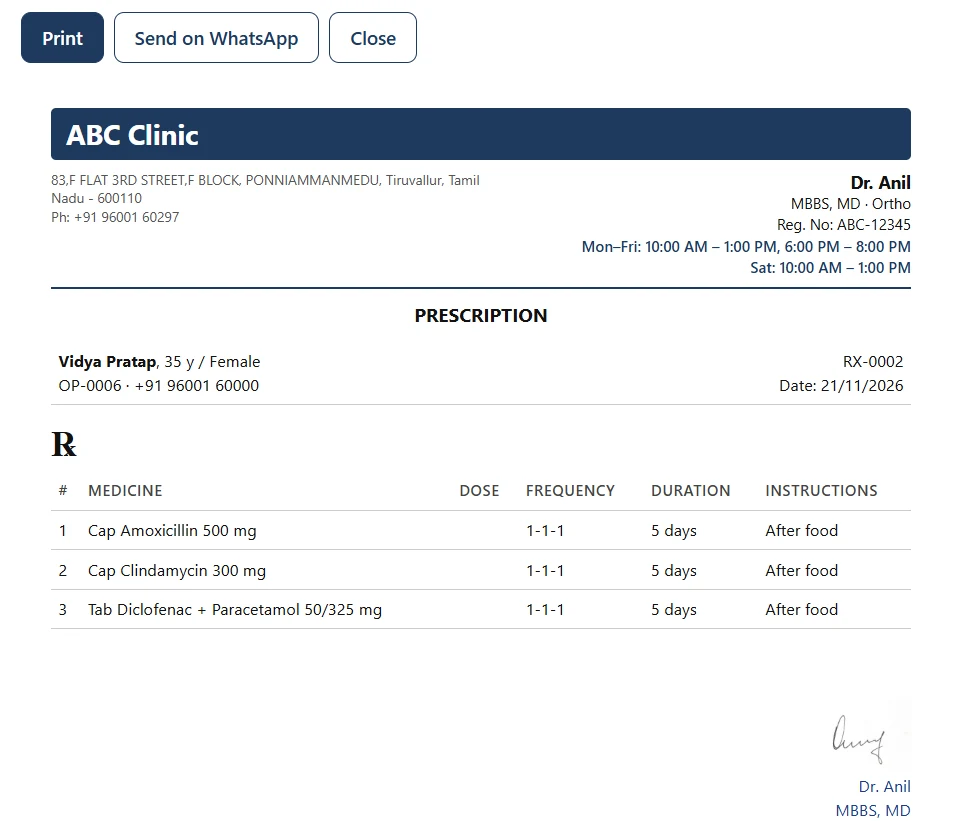 Print Send on WhatsApp Close
ABC Clinic
83,F FLAT 3RD STREET,F BLOCK, PONNIAMMANMEDU, Tiruvallur, Tamil
Nadu - 600110
Ph: +91 96001 60297
Dr. Anil
MBBS, MD · Ortho
Reg. No: ABC-12345
Mon–Fri: 10:00 AM – 1:00 PM, 6:00 PM – 8:00 PM
Sat: 10:00 AM – 1:00 PM
PRESCRIPTION
Vidya Pratap, 35 y / Female
OP-0006 · +91 96001 60000
RX-0002
Date: 21/11/2026
℞
# MEDICINE DOSE FREQUENCY DURATION INSTRUCTIONS
1 Cap Amoxicillin 500 mg 1-1-1 5 days After food
2 Cap Clindamycin 300 mg 1-1-1 5 days After food
3 Tab Diclofenac + Paracetamol 50/325 mg 1-1-1 5 days After food
Dr. Anil
MBBS, MD